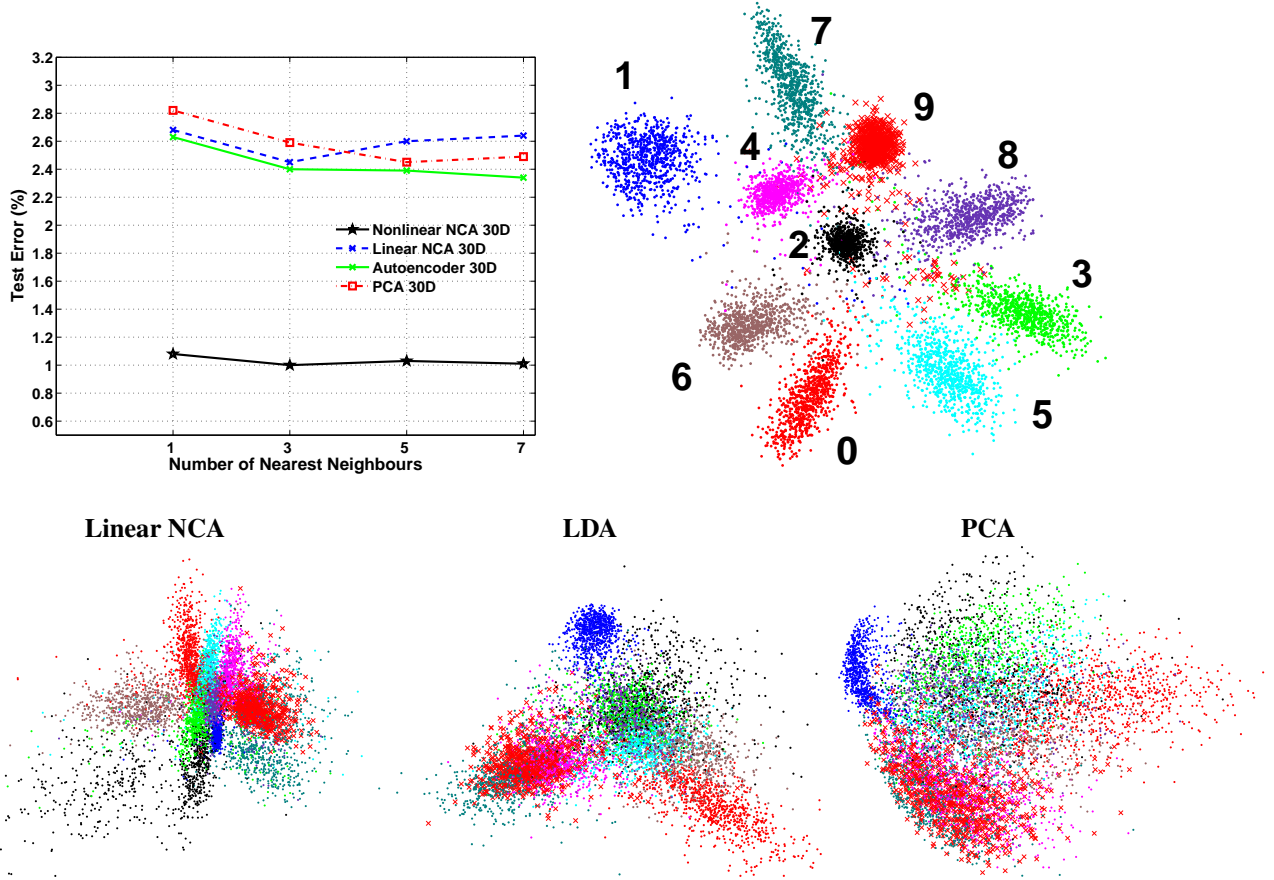 3.2
3
2.8
2.6
2.4
2.2
2
1.8
1.6
1.4
1.2
1
0.8
0.6
Test Error (%)
Nonlinear NCA 30D
Linear NCA 30D
Autoencoder 30D
PCA 30D
1 3 5 7
Number of Nearest Neighbours
7
1
9
4
8
2
3
6
5
0
Linear NCA
LDA
PCA